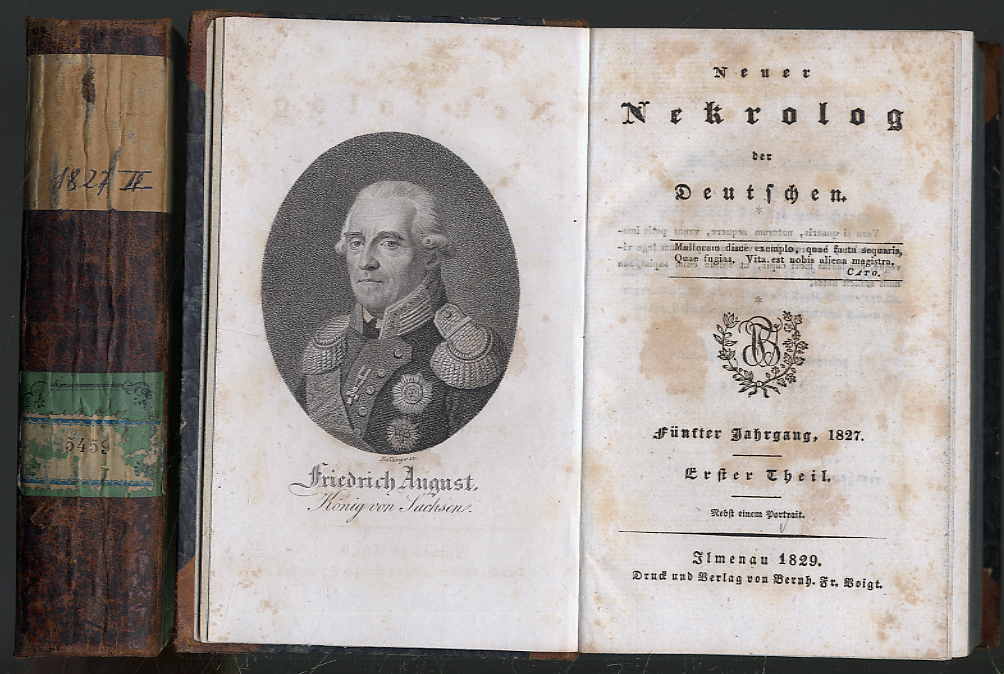 1827 II
5459
Friedrich August.
König von Sachsen.
Neuer
Nekrolog
der
Deutschen.
Multorum disce exemplo, quae facta sequaris,
Quae fugias, Vita est nobis aliena magistra.
CATO.
Fünfter Jahrgang, 1827.
Erster Theil.
Nebst einem Portrait.
Ilmenau 1829.
Druck und Verlag von Bernh. Fr. Voigt.